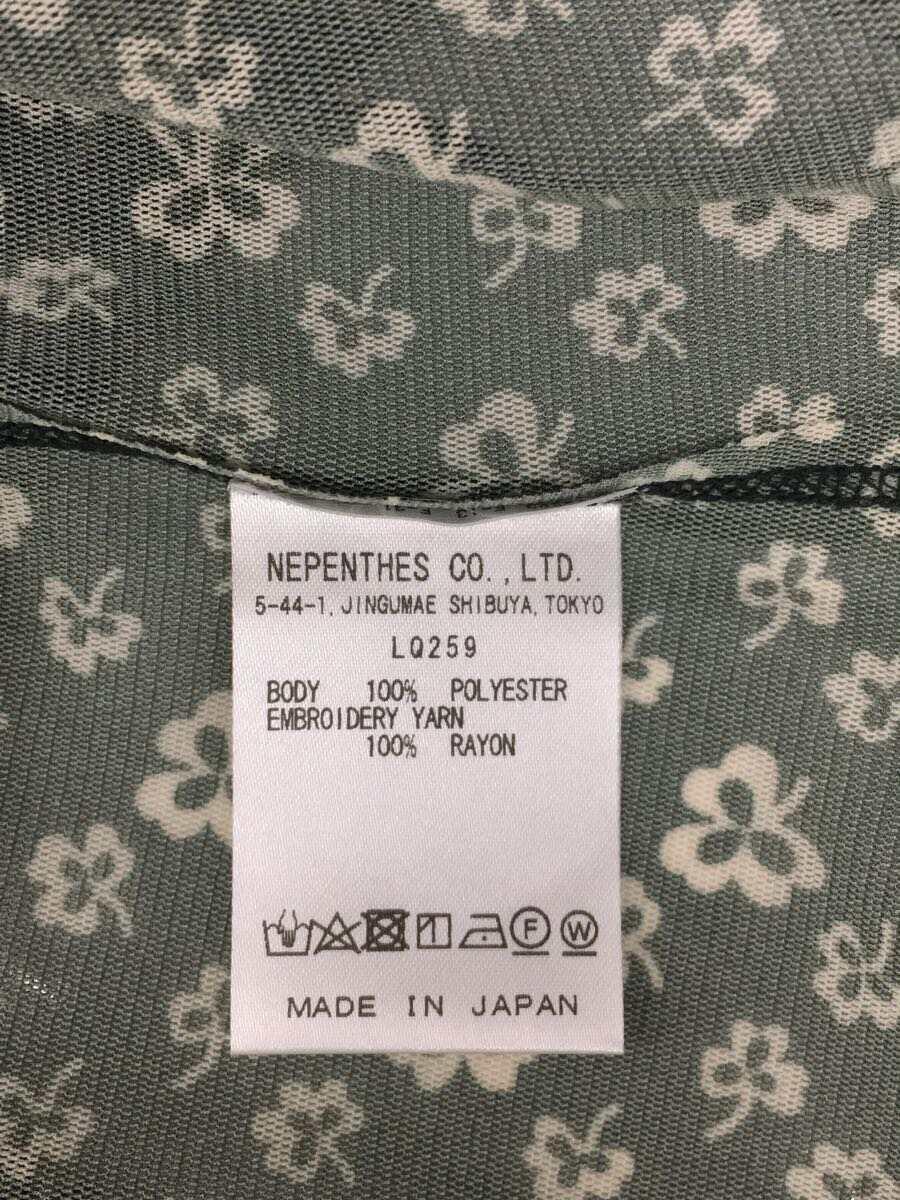 NEPENTHES CO.,LTD.
5-44-1, JINGUMAE SHIBUYA, TOKYO
LQ259
BODY 100% POLYESTER
EMBROIDERY YARN
100% RAYON
F W
MADE IN JAPAN